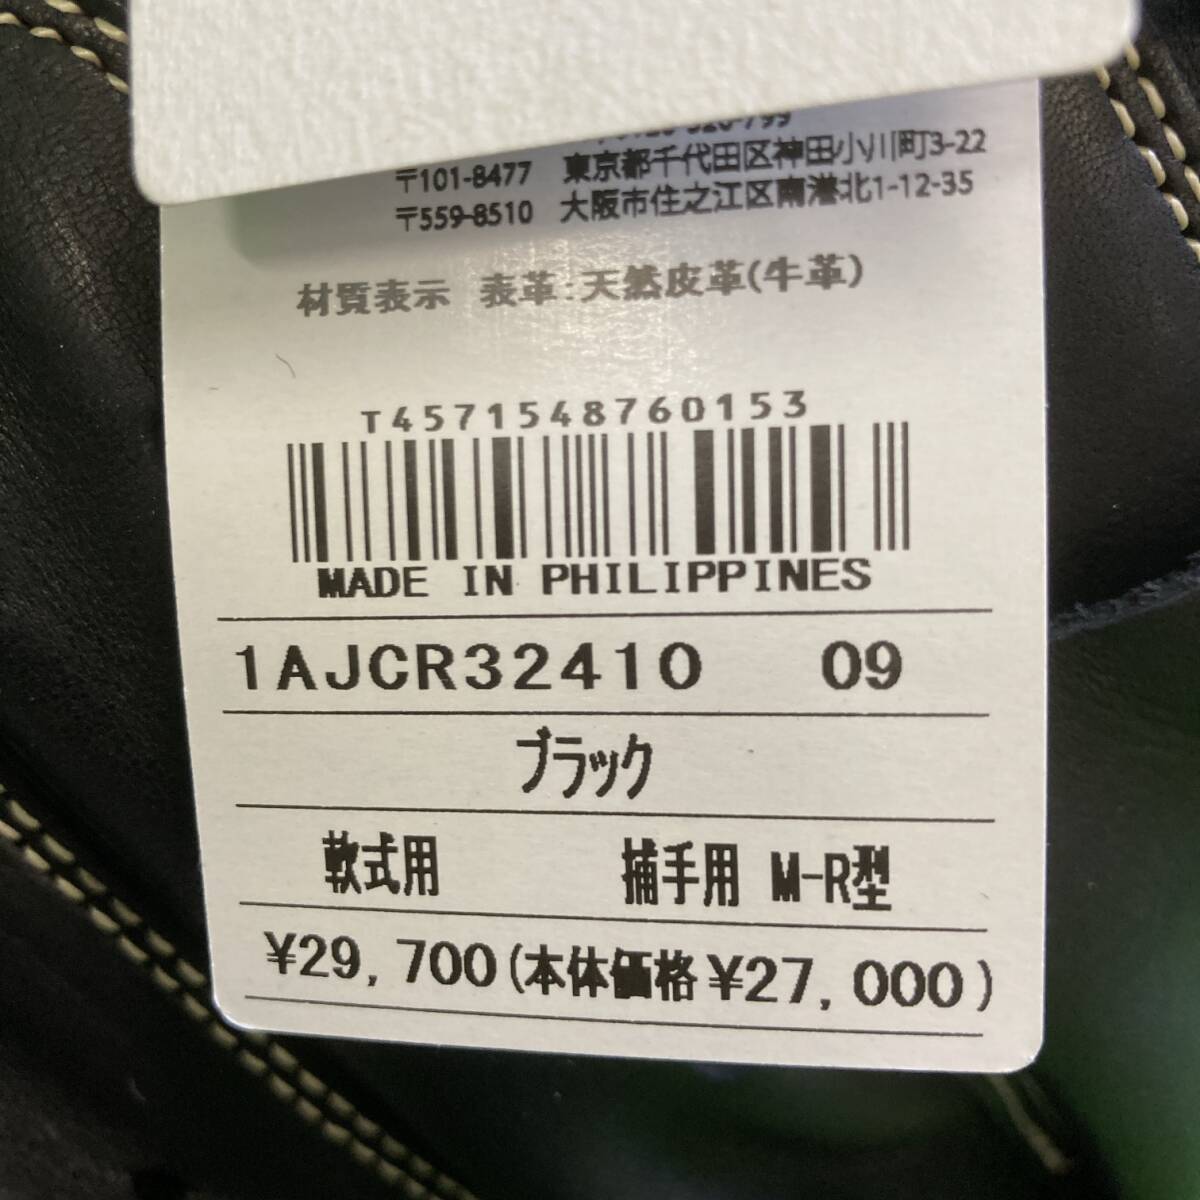 〒101-8477 東京都千代田区神田小川町3-22
〒559-8510 大阪市住之江区南港北1-12-35
材質表示 表革:天然皮革(牛革)
T4571548760153
MADE IN PHILIPPINES
1AJCR32410 09
ブラック
軟式用 捕手用 M-R型
¥29,700(本体価格¥27,000)